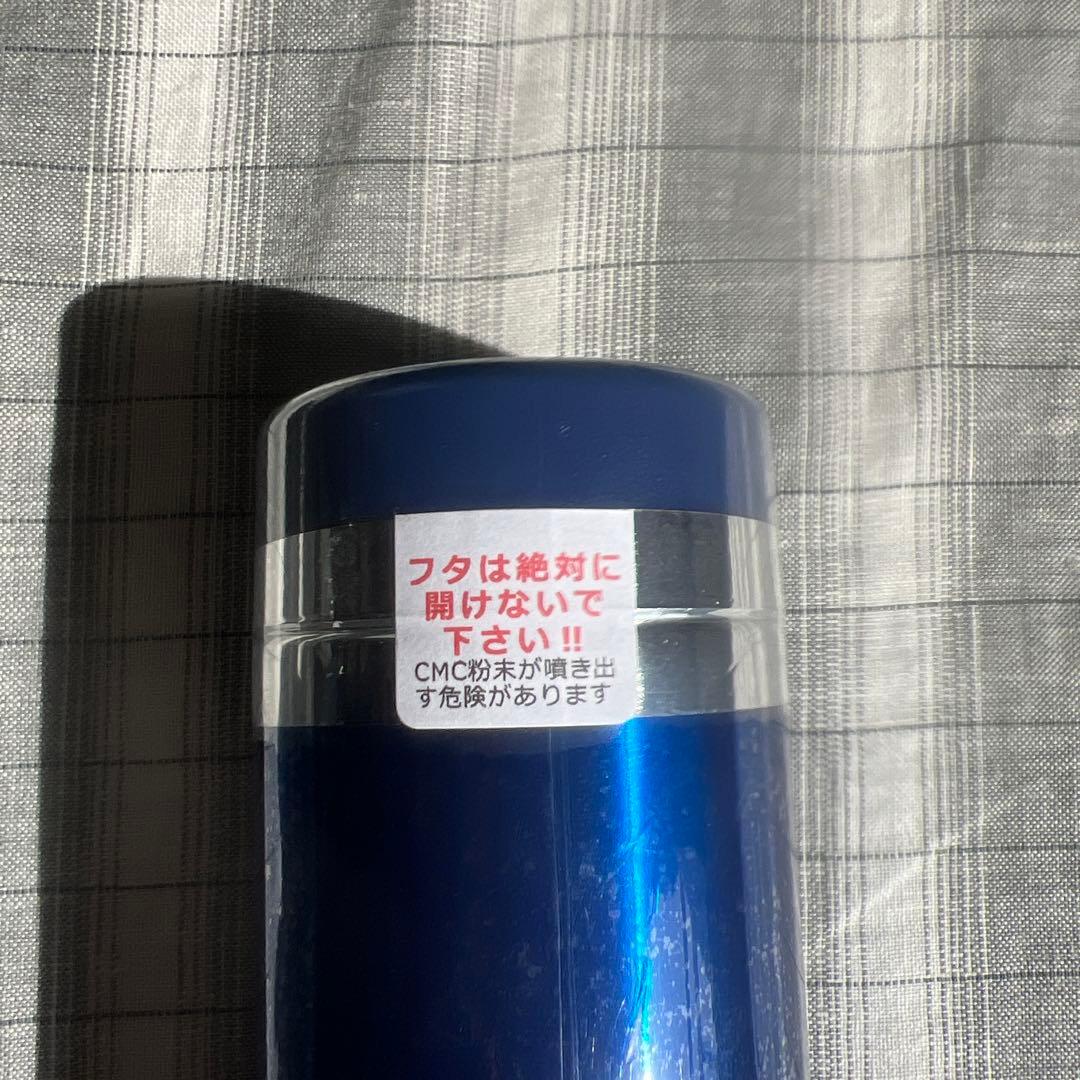 フタは絶対に
開けないで
下さい!!
CMC粉末が噴き出
す危険があります